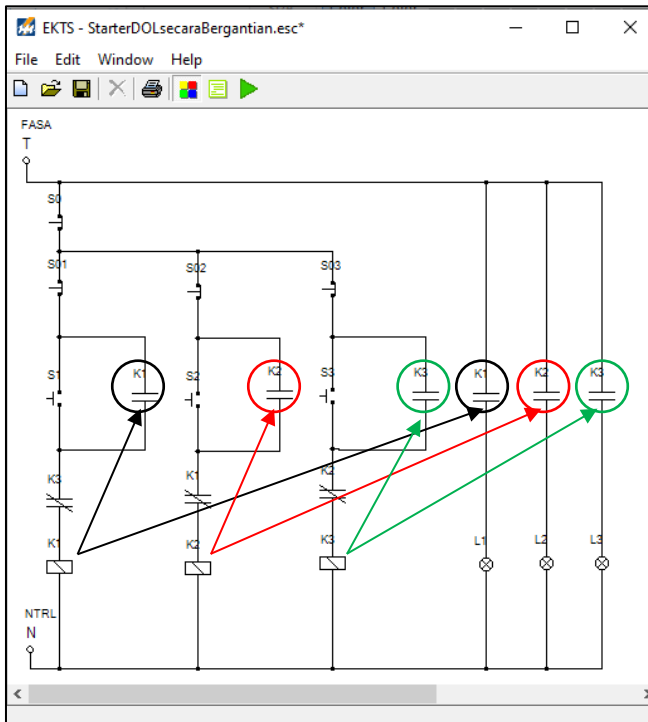 EKTS - StarterDOLsecaraBergantian.esc*
File Edit Window Help
FASA
T
S0
S01 S02 S03
S1 K1 S2 K2 S3 K3 K1 K2 K3
K3 K1 K2
K1 K2 K3 L1 L2 L3
NTRL
N